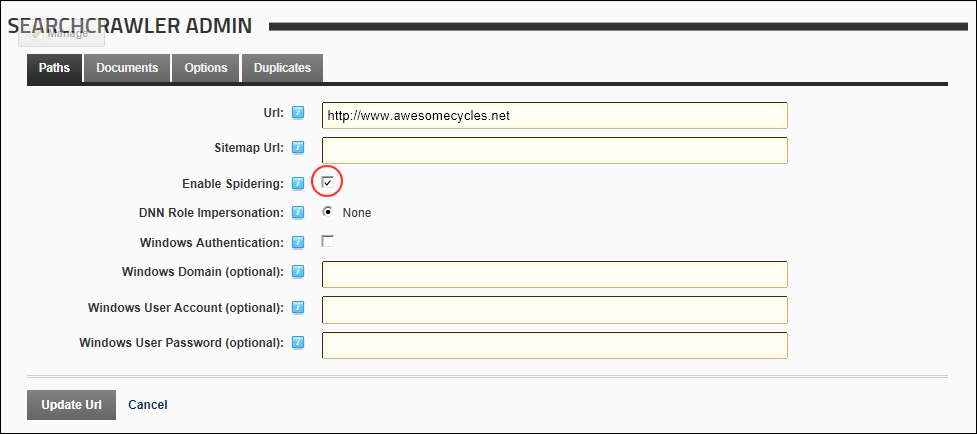 SEARCHCRAWLER ADMIN
Manage
Paths Documents Options Duplicates
Url: http://www.awesomecycles.net
Sitemap Url:
Enable Spidering:
DNN Role Impersonation: None
Windows Authentication:
Windows Domain (optional):
Windows User Account (optional):
Windows User Password (optional):
Update Url Cancel